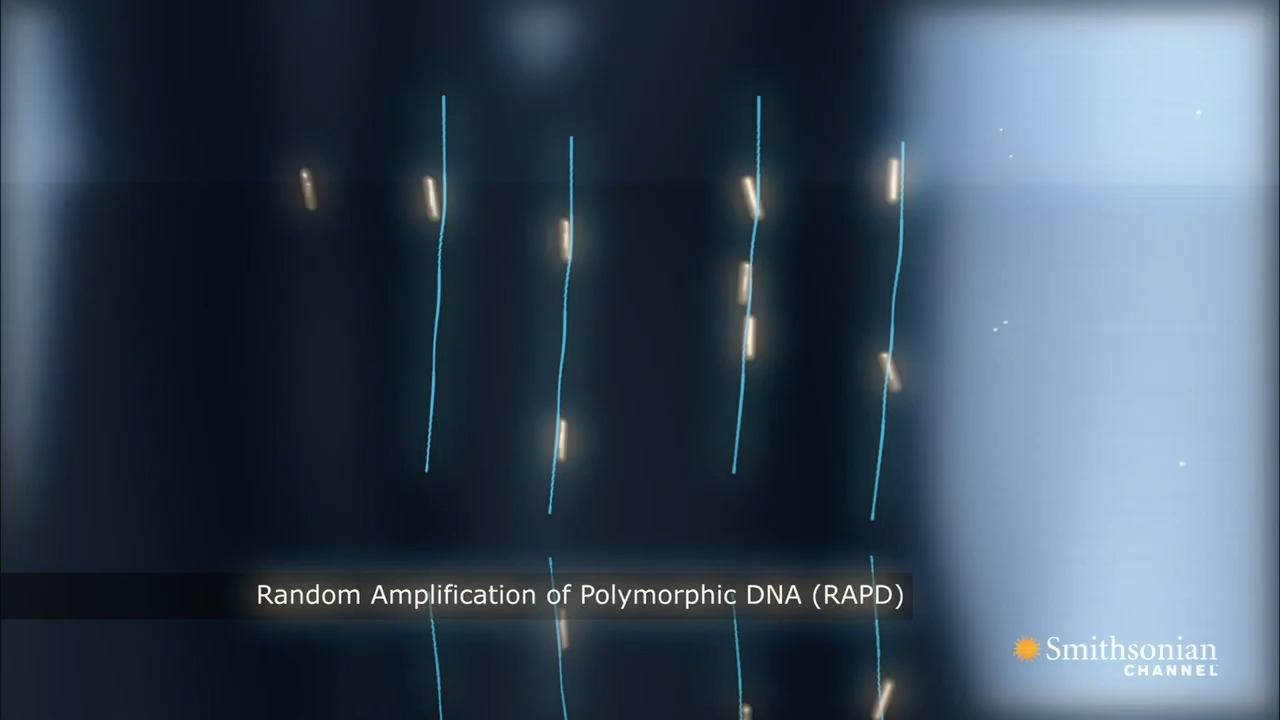 Random Amplification of Polymorphic DNA (RAPD)
Smithsonian
CHANNEL